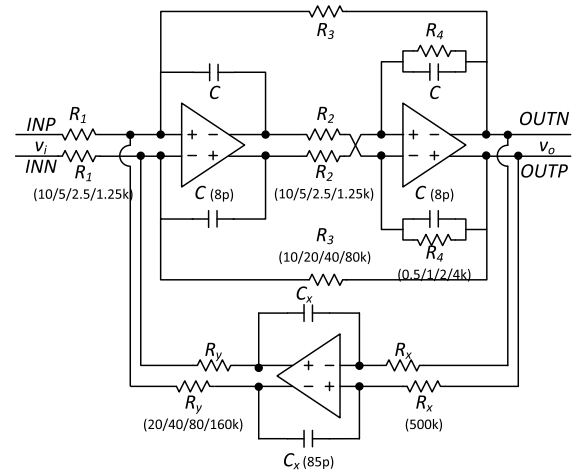 R3
R4
C
C
INP
R1
R2
+ −
+ −
OUTN
vi
vo
INN
R1
− +
R2
− +
OUTP
(10/5/2.5/1.25k)
C (8p)
(10/5/2.5/1.25k)
C (8p)
R3
(10/20/40/80k)
R4
(0.5/1/2/4k)
Cx
Ry
+ −
Rx
Ry
− +
Rx
(20/40/80/160k)
(500k)
Cx (85p)